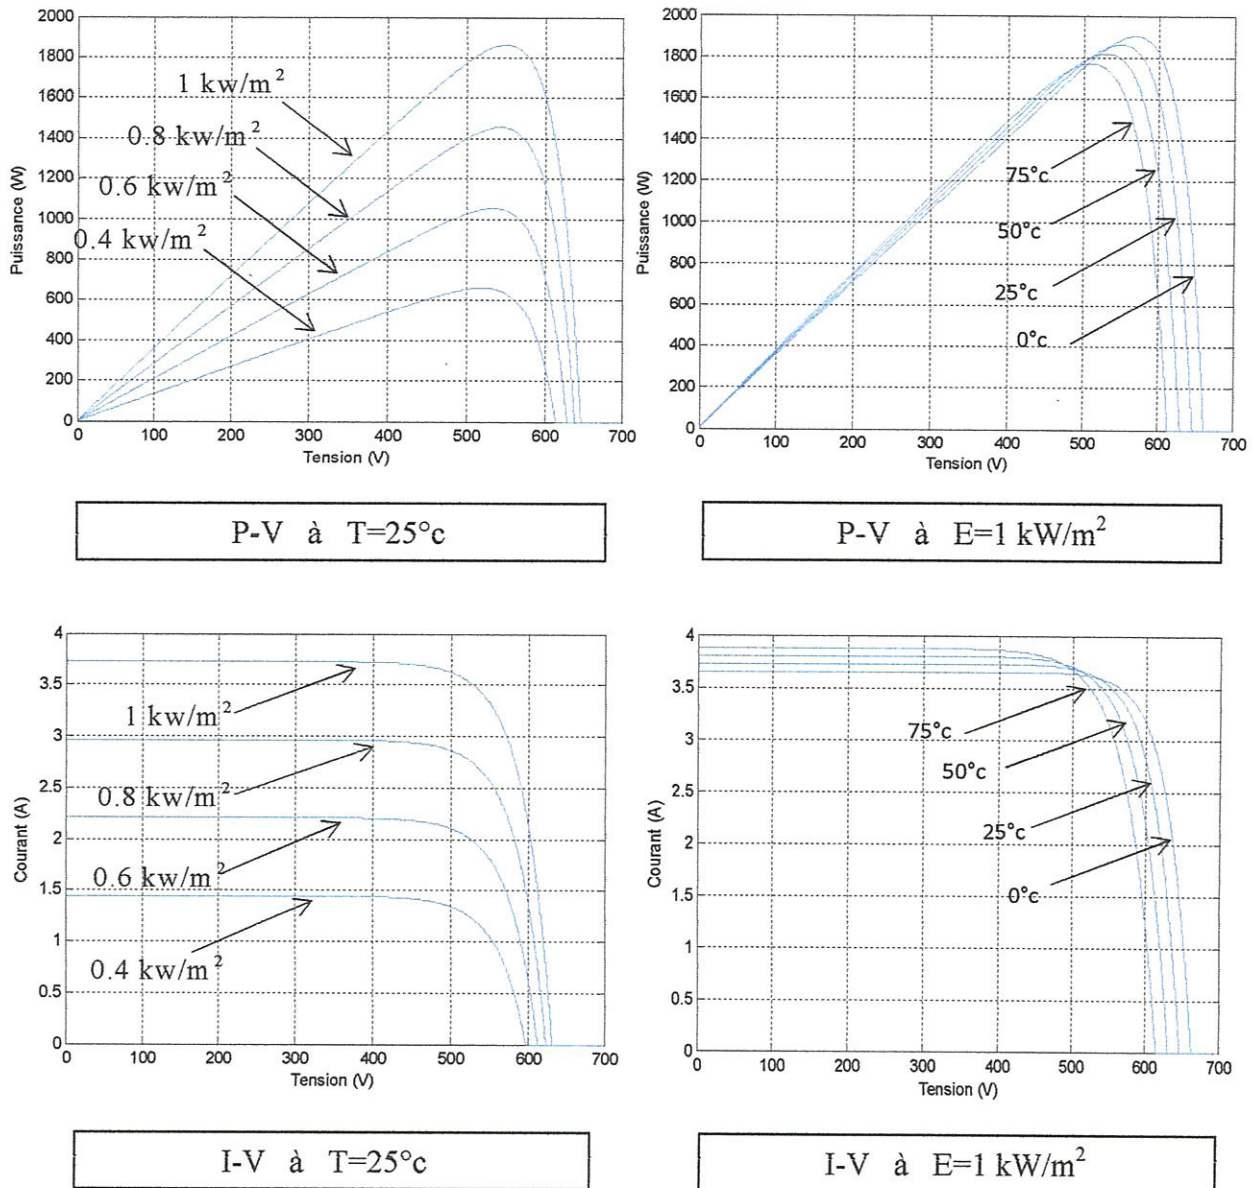 2000
1800
1600
1400
1200
1000
800
600
400
200
0
Puissance (W)
1 kw/m²
0.8 kw/m²
0.6 kw/m²
0.4 kw/m²
0 100 200 300 400 500 600 700
Tension (V)
P-V à T=25°c
2000
1800
1600
1400
1200
1000
800
600
400
200
0
Puissance (W)
75°c
50°c
25°c
0°c
0 100 200 300 400 500 600 700
Tension (V)
P-V à E=1 kW/m²
4
3.5
3
2.5
2
1.5
1
0.5
0
Courant (A)
1 kw/m²
0.8 kw/m²
0.6 kw/m²
0.4 kw/m²
0 100 200 300 400 500 600 700
Tension (V)
I-V à T=25°c
4
3.5
3
2.5
2
1.5
1
0.5
0
Courant (A)
75°c
50°c
25°c
0°c
0 100 200 300 400 500 600 700
Tension (V)
I-V à E=1 kW/m²